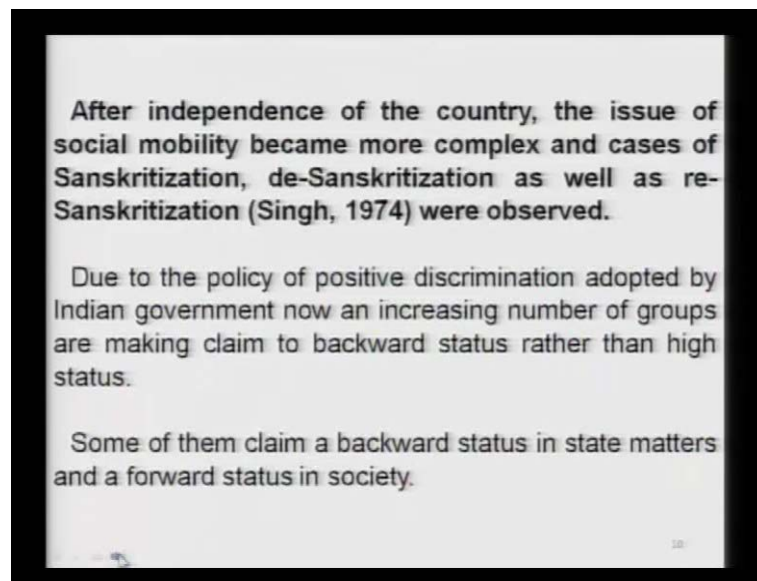 After independence of the country, the issue of
social mobility became more complex and cases of
Sanskritization, de-Sanskritization as well as re-
Sanskritization (Singh, 1974) were observed.
Due to the policy of positive discrimination adopted by
Indian government now an increasing number of groups
are making claim to backward status rather than high
status.
Some of them claim a backward status in state matters
and a forward status in society.
10